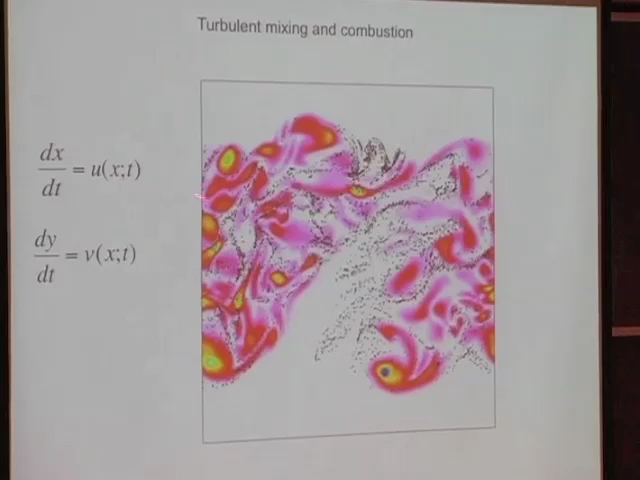 Turbulent mixing and combustion
dx/dt = u(x;t)
dy/dt = v(x;t)